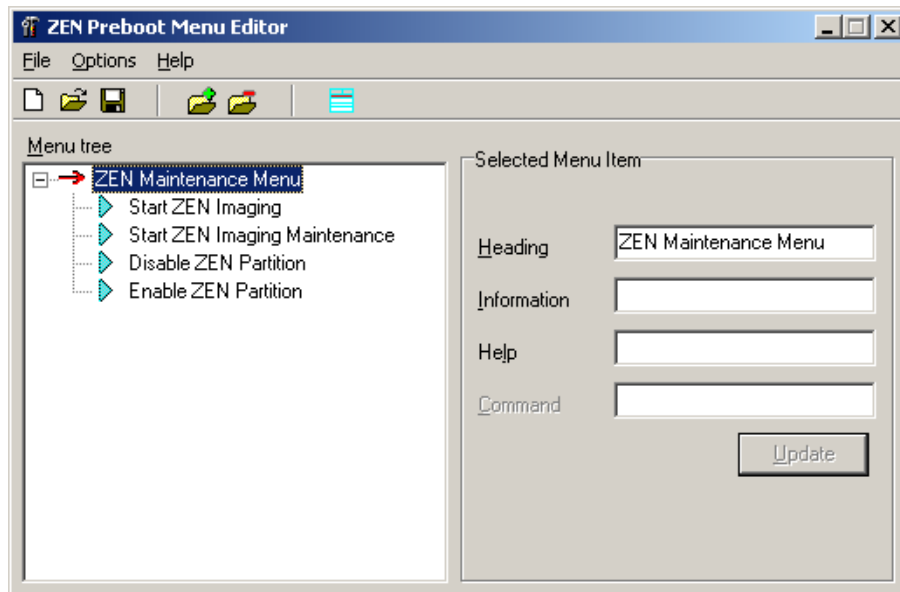 ZEN Preboot Menu Editor
File Options Help
Menu tree
ZEN Maintenance Menu
Start ZEN Imaging
Start ZEN Imaging Maintenance
Disable ZEN Partition
Enable ZEN Partition
Selected Menu Item
Heading ZEN Maintenance Menu
Information
Help
Command
Update